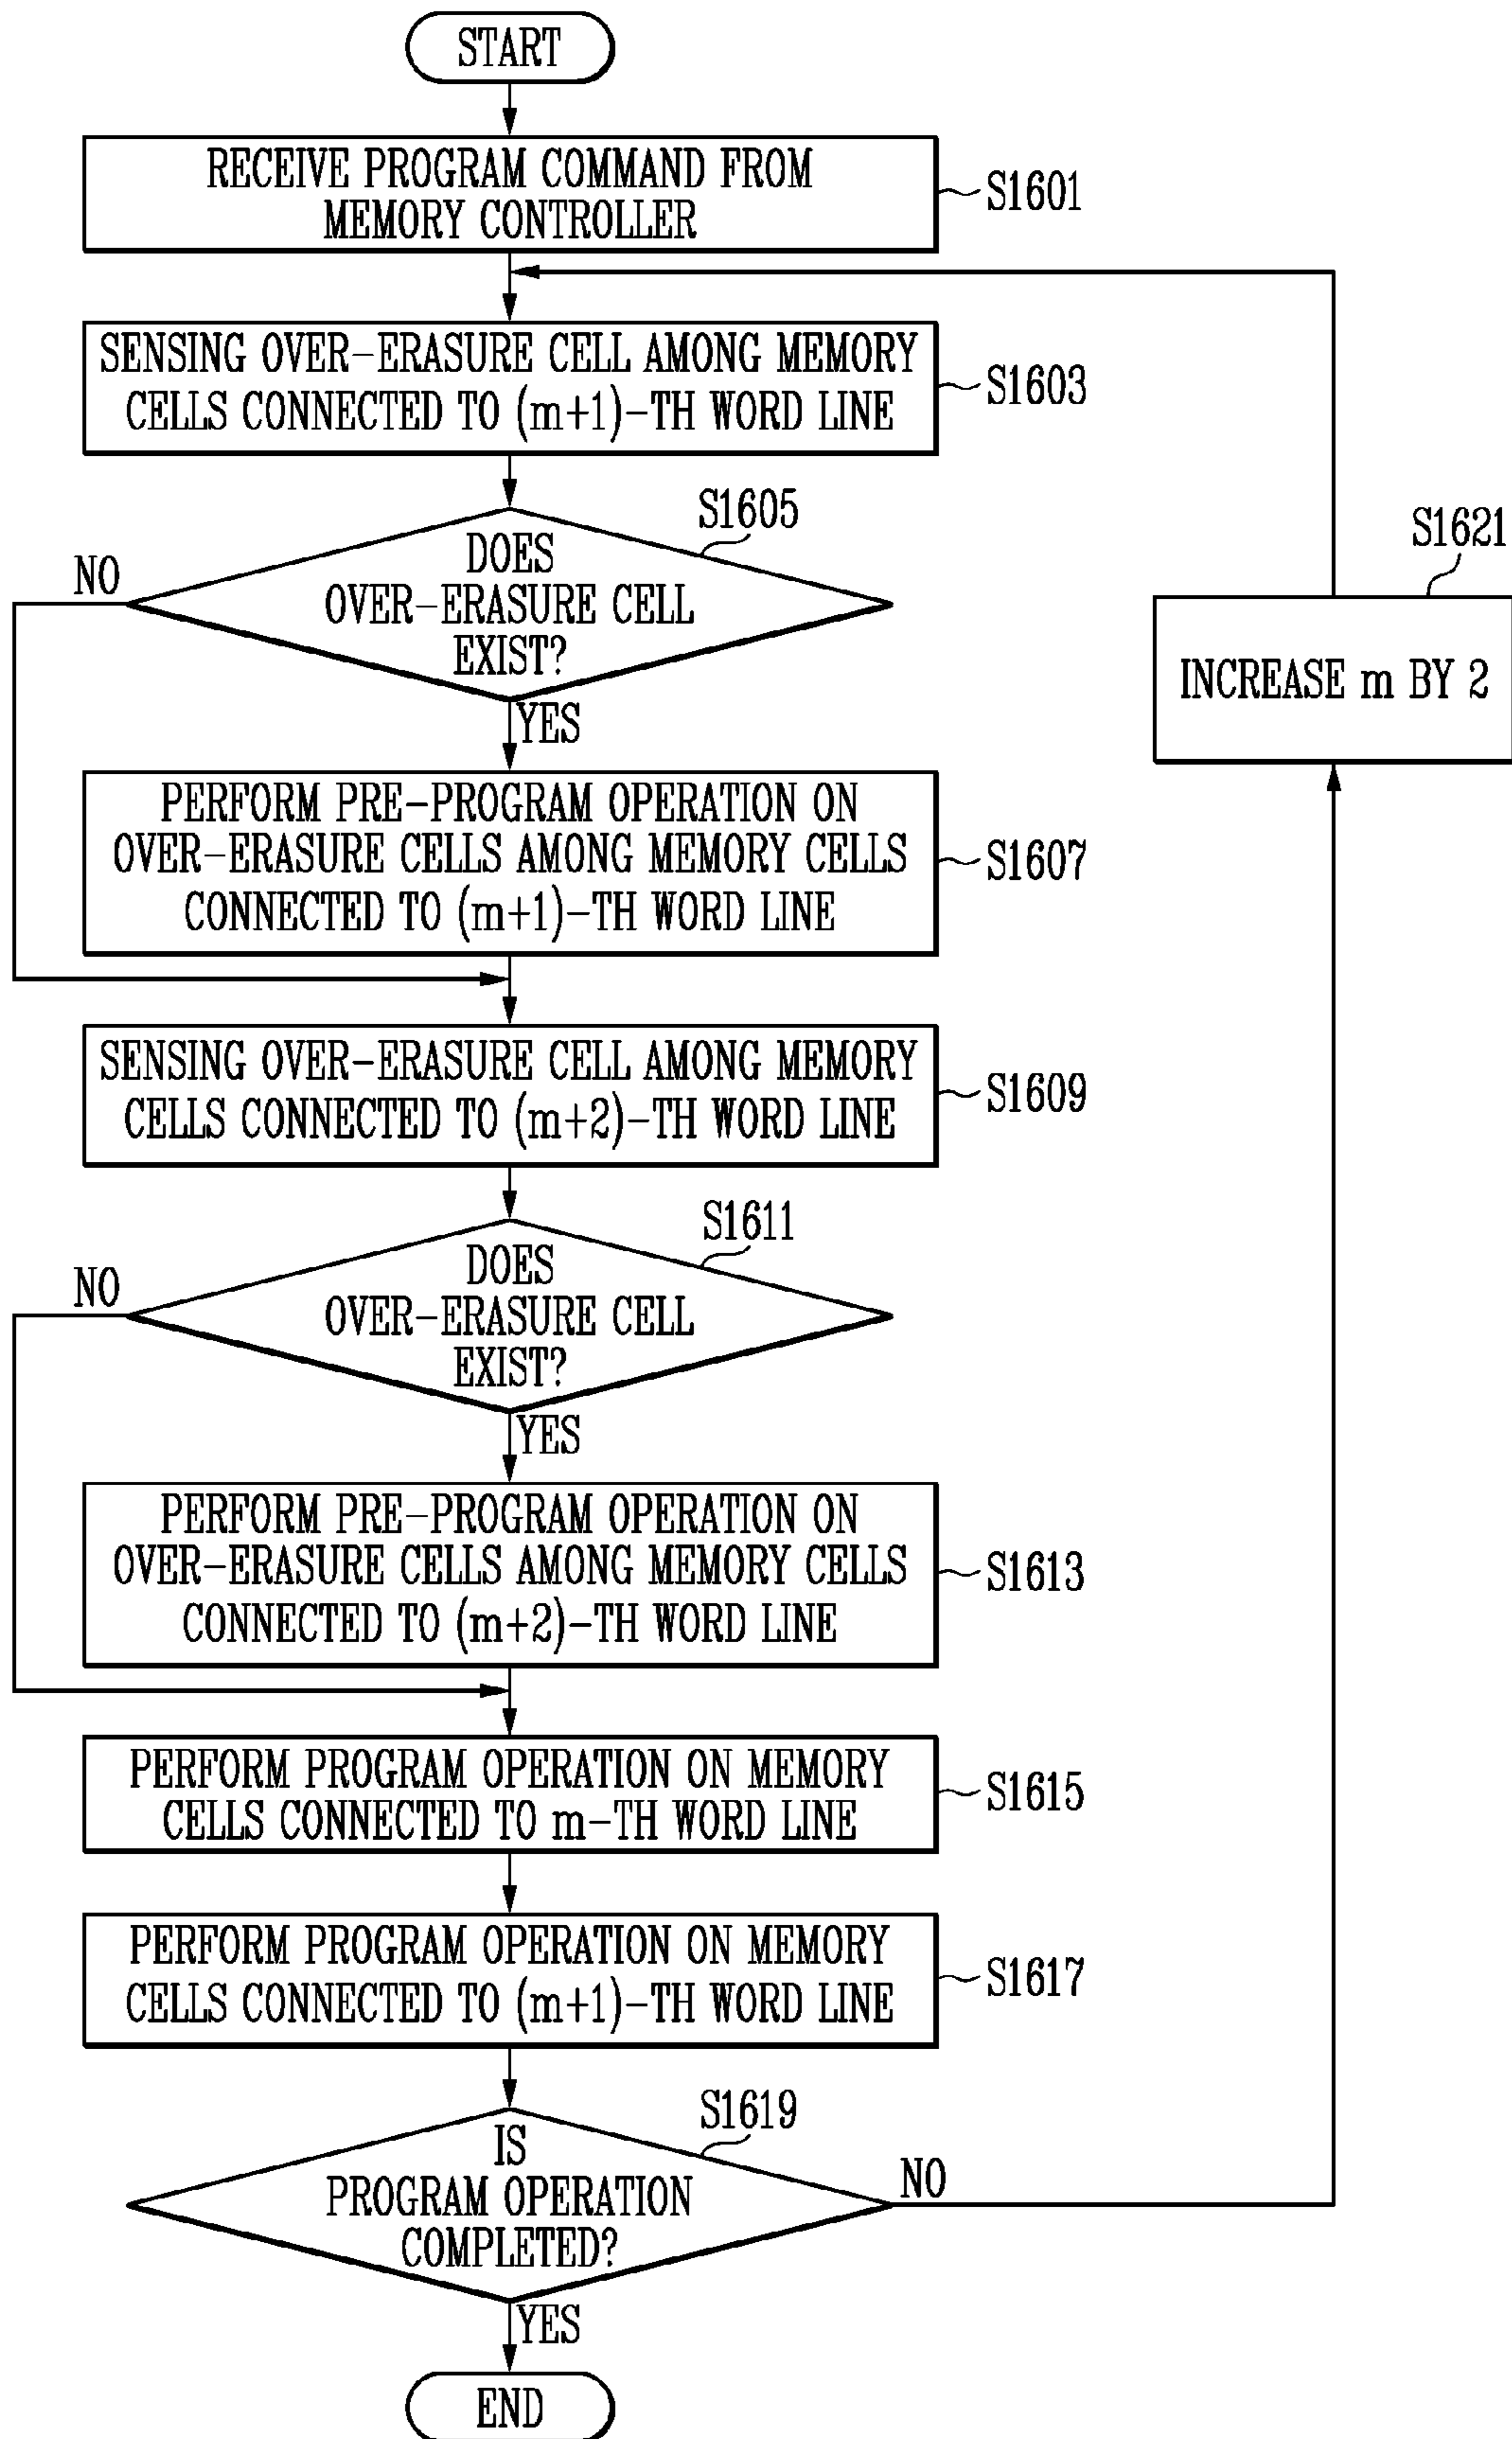 START
RECEIVE PROGRAM COMMAND FROM
MEMORY CONTROLLER
S1601
SENSING OVER-ERASURE CELL AMONG MEMORY
CELLS CONNECTED TO (m+1)-TH WORD LINE
S1603
S1605
DOES
OVER-ERASURE CELL
EXIST?
NO
YES
S1621
INCREASE m BY 2
PERFORM PRE-PROGRAM OPERATION ON
OVER-ERASURE CELLS AMONG MEMORY CELLS
CONNECTED TO (m+1)-TH WORD LINE
S1607
SENSING OVER-ERASURE CELL AMONG MEMORY
CELLS CONNECTED TO (m+2)-TH WORD LINE
S1609
S1611
DOES
OVER-ERASURE CELL
EXIST?
NO
YES
PERFORM PRE-PROGRAM OPERATION ON
OVER-ERASURE CELLS AMONG MEMORY CELLS
CONNECTED TO (m+2)-TH WORD LINE
S1613
PERFORM PROGRAM OPERATION ON MEMORY
CELLS CONNECTED TO m-TH WORD LINE
S1615
PERFORM PROGRAM OPERATION ON MEMORY
CELLS CONNECTED TO (m+1)-TH WORD LINE
S1617
S1619
IS
PROGRAM OPERATION
COMPLETED?
NO
YES
END